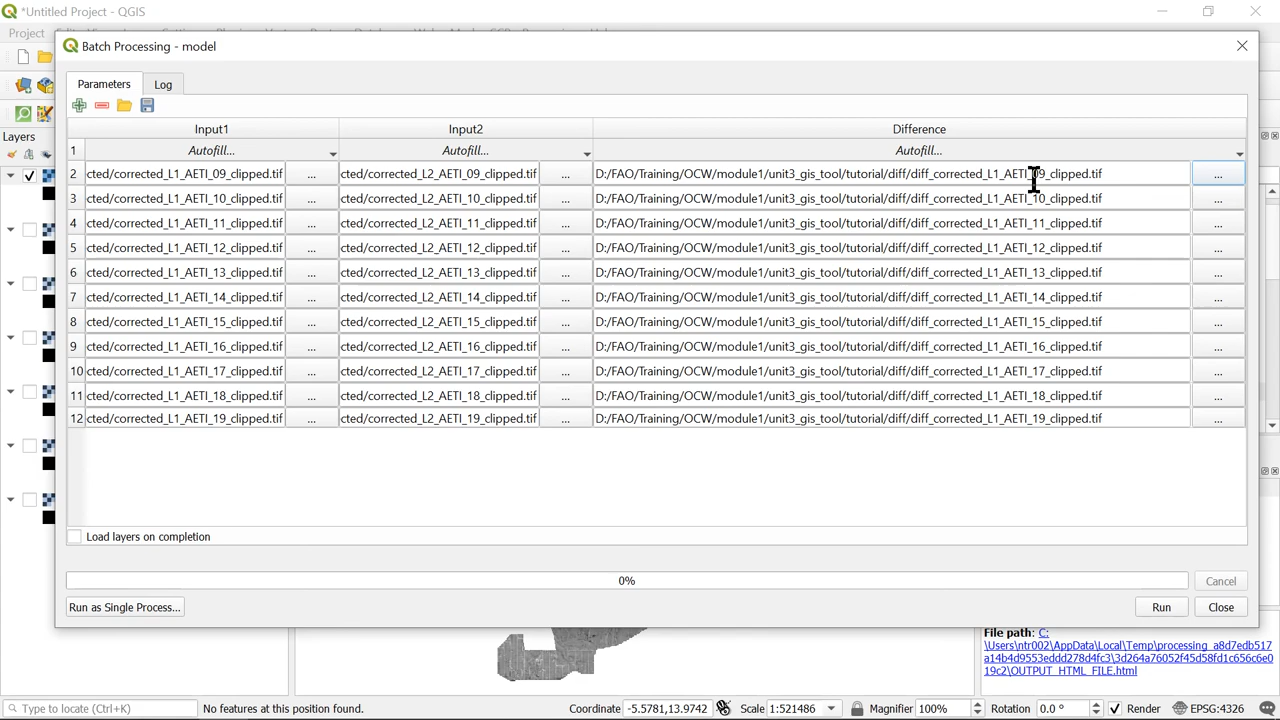 *Untitled Project - QGIS
Project
Batch Processing - model
Parameters Log
Layers
Input1 Input2 Difference
1 Autofill... Autofill... Autofill...
2 cted/corrected_L1_AETI_09_clipped.tif ... cted/corrected_L2_AETI_09_clipped.tif ... D:/FAO/Training/OCW/module1/unit3_gis_tool/tutorial/diff/diff_corrected_L1_AETI_09_clipped.tif ...
3 cted/corrected_L1_AETI_10_clipped.tif ... cted/corrected_L2_AETI_10_clipped.tif ... D:/FAO/Training/OCW/module1/unit3_gis_tool/tutorial/diff/diff_corrected_L1_AETI_10_clipped.tif ...
4 cted/corrected_L1_AETI_11_clipped.tif ... cted/corrected_L2_AETI_11_clipped.tif ... D:/FAO/Training/OCW/module1/unit3_gis_tool/tutorial/diff/diff_corrected_L1_AETI_11_clipped.tif ...
5 cted/corrected_L1_AETI_12_clipped.tif ... cted/corrected_L2_AETI_12_clipped.tif ... D:/FAO/Training/OCW/module1/unit3_gis_tool/tutorial/diff/diff_corrected_L1_AETI_12_clipped.tif ...
6 cted/corrected_L1_AETI_13_clipped.tif ... cted/corrected_L2_AETI_13_clipped.tif ... D:/FAO/Training/OCW/module1/unit3_gis_tool/tutorial/diff/diff_corrected_L1_AETI_13_clipped.tif ...
7 cted/corrected_L1_AETI_14_clipped.tif ... cted/corrected_L2_AETI_14_clipped.tif ... D:/FAO/Training/OCW/module1/unit3_gis_tool/tutorial/diff/diff_corrected_L1_AETI_14_clipped.tif ...
8 cted/corrected_L1_AETI_15_clipped.tif ... cted/corrected_L2_AETI_15_clipped.tif ... D:/FAO/Training/OCW/module1/unit3_gis_tool/tutorial/diff/diff_corrected_L1_AETI_15_clipped.tif ...
9 cted/corrected_L1_AETI_16_clipped.tif ... cted/corrected_L2_AETI_16_clipped.tif ... D:/FAO/Training/OCW/module1/unit3_gis_tool/tutorial/diff/diff_corrected_L1_AETI_16_clipped.tif ...
10 cted/corrected_L1_AETI_17_clipped.tif ... cted/corrected_L2_AETI_17_clipped.tif ... D:/FAO/Training/OCW/module1/unit3_gis_tool/tutorial/diff/diff_corrected_L1_AETI_17_clipped.tif ...
11 cted/corrected_L1_AETI_18_clipped.tif ... cted/corrected_L2_AETI_18_clipped.tif ... D:/FAO/Training/OCW/module1/unit3_gis_tool/tutorial/diff/diff_corrected_L1_AETI_18_clipped.tif ...
12 cted/corrected_L1_AETI_19_clipped.tif ... cted/corrected_L2_AETI_19_clipped.tif ... D:/FAO/Training/OCW/module1/unit3_gis_tool/tutorial/diff/diff_corrected_L1_AETI_19_clipped.tif ...
Load layers on completion
0% Cancel
Run as Single Process... Run Close
File path: C:
\Users\ntr002\AppData\Local\Temp\processing_a8d7edb517
a14b4d9553eddd278d4fc3\3d264a76052f45d58fd1c656c6e0
19c2\OUTPUT_HTML_FILE.html
Type to locate (Ctrl+K) No features at this position found. Coordinate -5.5781,13.9742 Scale 1:521486 Magnifier 100% Rotation 0.0 ° Render EPSG:4326